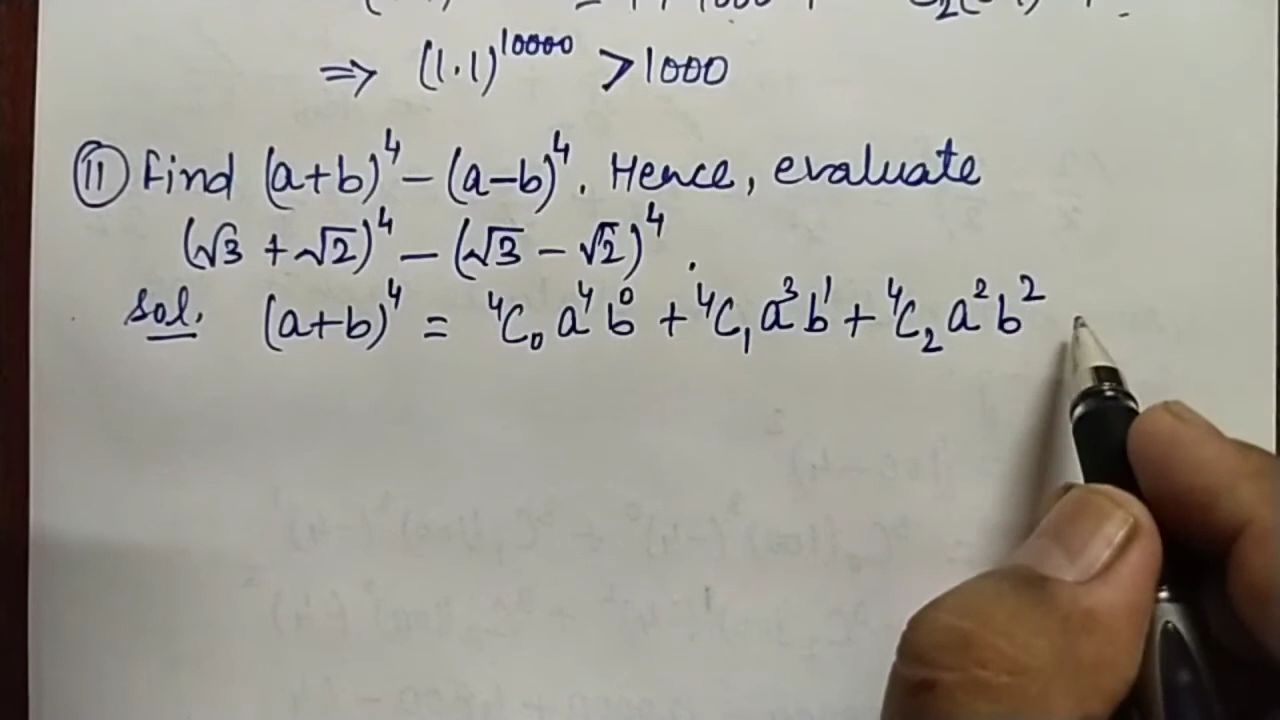 ⇒ (1.1)^10000 > 1000
(11) Find (a+b)^4 − (a−b)^4. Hence, evaluate
(√3 + √2)^4 − (√3 − √2)^4.
Sol. (a+b)^4 = ⁴C₀ a^4 b^0 + ⁴C₁ a^3 b^1 + ⁴C₂ a^2 b^2